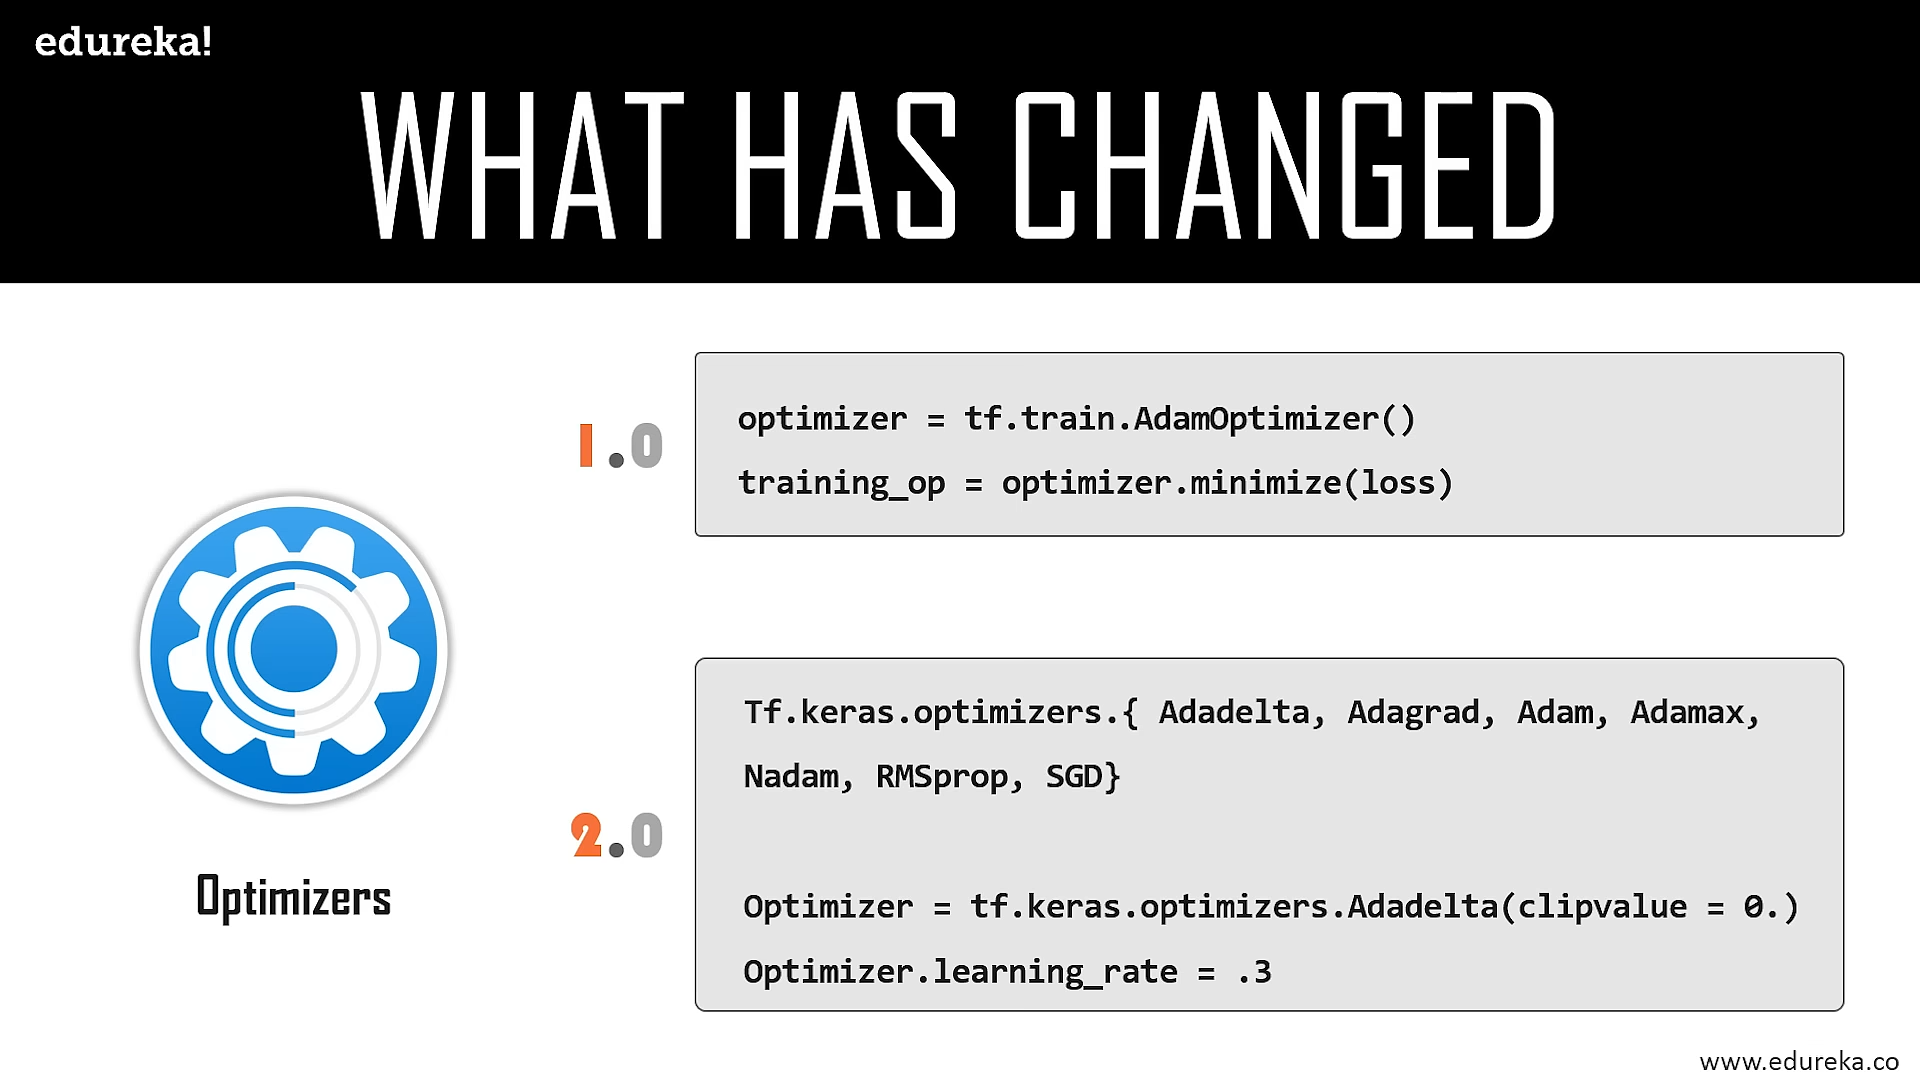 edureka!
WHAT HAS CHANGED
1.0
optimizer = tf.train.AdamOptimizer()
training_op = optimizer.minimize(loss)
Tf.keras.optimizers.{ Adadelta, Adagrad, Adam, Adamax,
Nadam, RMSprop, SGD}
2.0
Optimizer = tf.keras.optimizers.Adadelta(clipvalue = 0.)
Optimizer.learning_rate = .3
Optimizers
www.edureka.co